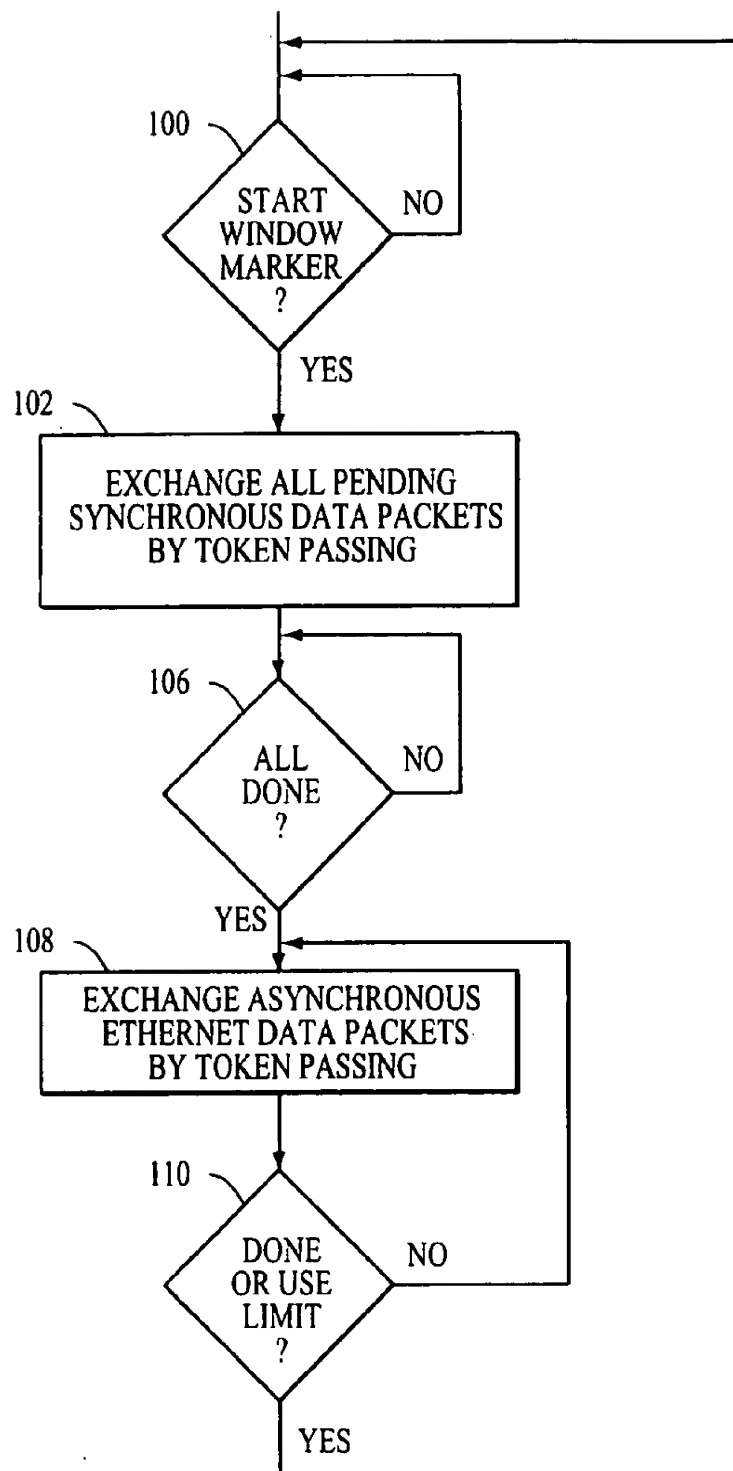 100
START
WINDOW
MARKER
?
NO
YES
102
EXCHANGE ALL PENDING
SYNCHRONOUS DATA PACKETS
BY TOKEN PASSING
106
ALL
DONE
?
NO
YES
108
EXCHANGE ASYNCHRONOUS
ETHERNET DATA PACKETS
BY TOKEN PASSING
110
DONE
OR USE
LIMIT
?
NO
YES